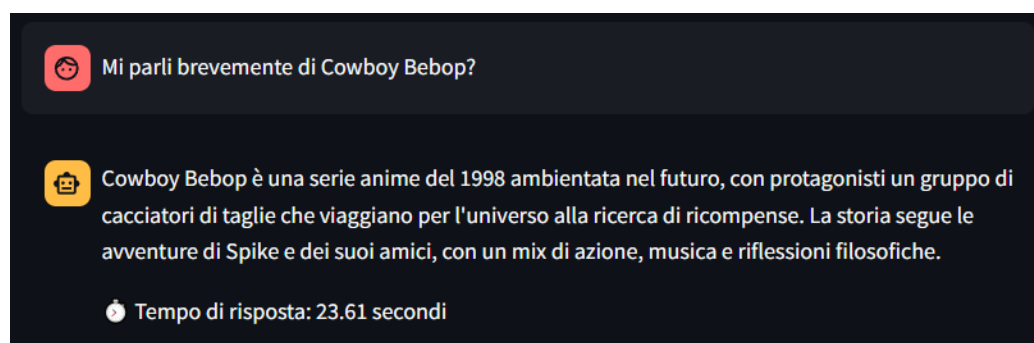 Mi parli brevemente di Cowboy Bebop?
Cowboy Bebop è una serie anime del 1998 ambientata nel futuro, con protagonisti un gruppo di
cacciatori di taglie che viaggiano per l'universo alla ricerca di ricompense. La storia segue le
avventure di Spike e dei suoi amici, con un mix di azione, musica e riflessioni filosofiche.
Tempo di risposta: 23.61 secondi